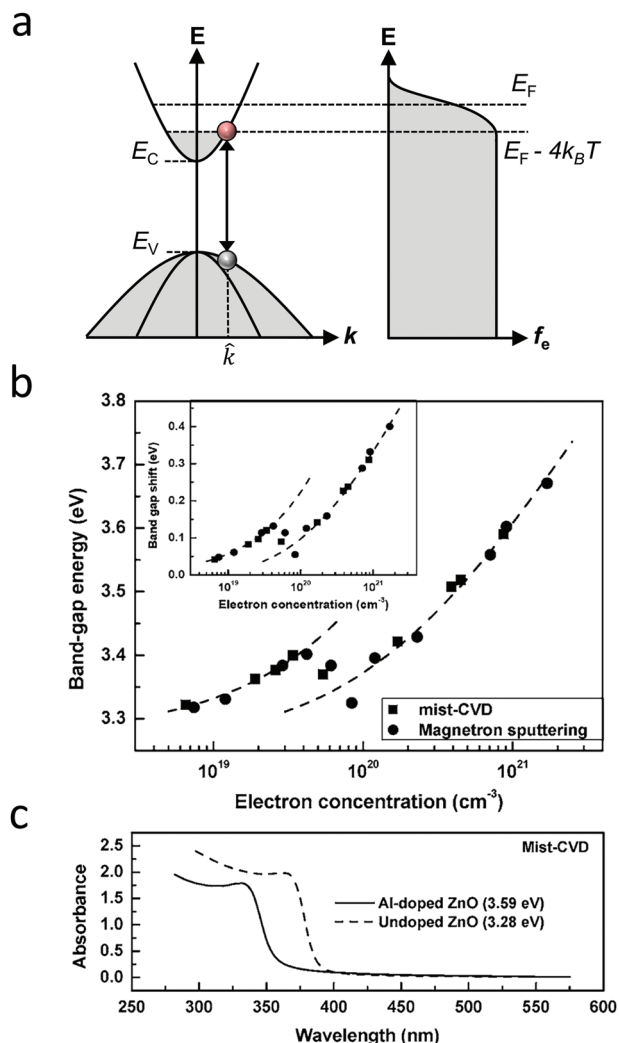 a
E
E
E_F
E_C
E_F - 4k_BT
E_V
k̂
k
f_e
b
3.8
3.7
3.6
3.5
3.4
3.3
Band-gap energy (eV)
0.4
0.3
0.2
0.1
0.0
Band gap shift (eV)
10^19
10^20
10^21
Electron concentration (cm^-3)
mist-CVD
Magnetron sputtering
10^19
10^20
10^21
Electron concentration (cm^-3)
c
2.5
2.0
1.5
1.0
0.5
0.0
Absorbance
Mist-CVD
Al-doped ZnO (3.59 eV)
Undoped ZnO (3.28 eV)
250 300 350 400 450 500 550 600
Wavelength (nm)